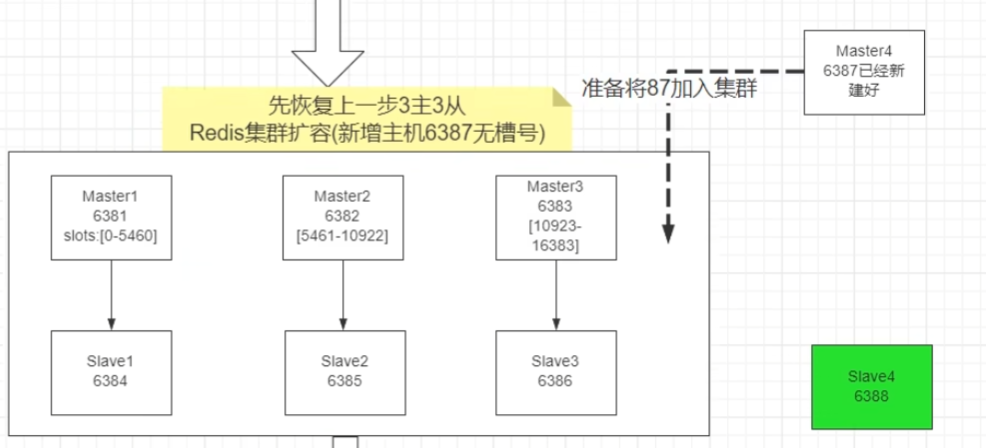 Master4
6387已经新
建好
准备将87加入集群
先恢复上一步3主3从
Redis集群扩容(新增主机6387无槽号)
Master1
6381
slots:[0-5460]
Master2
6382
[5461-10922]
Master3
6383
[10923-
16383]
Slave1
6384
Slave2
6385
Slave3
6386
Slave4
6388